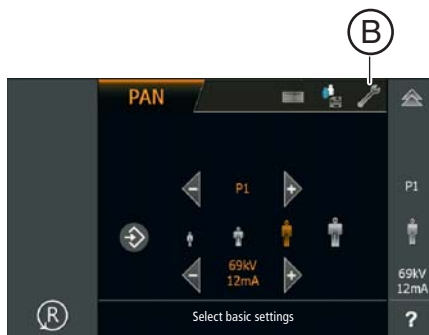 B
PAN
P1
P1
69kV
12mA
69kV
12mA
R
Select basic settings
?